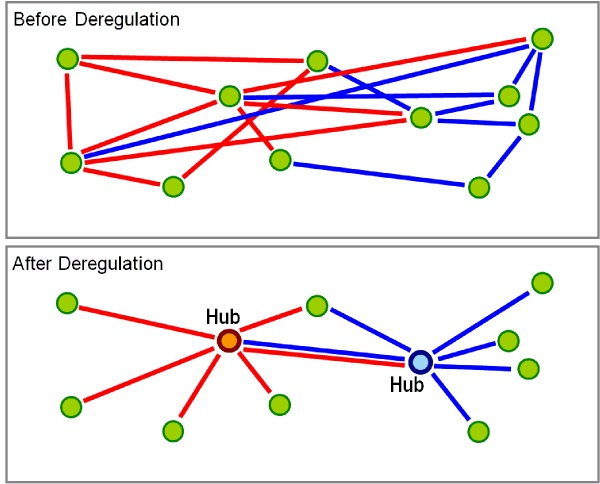 Before Deregulation
After Deregulation
Hub
Hub